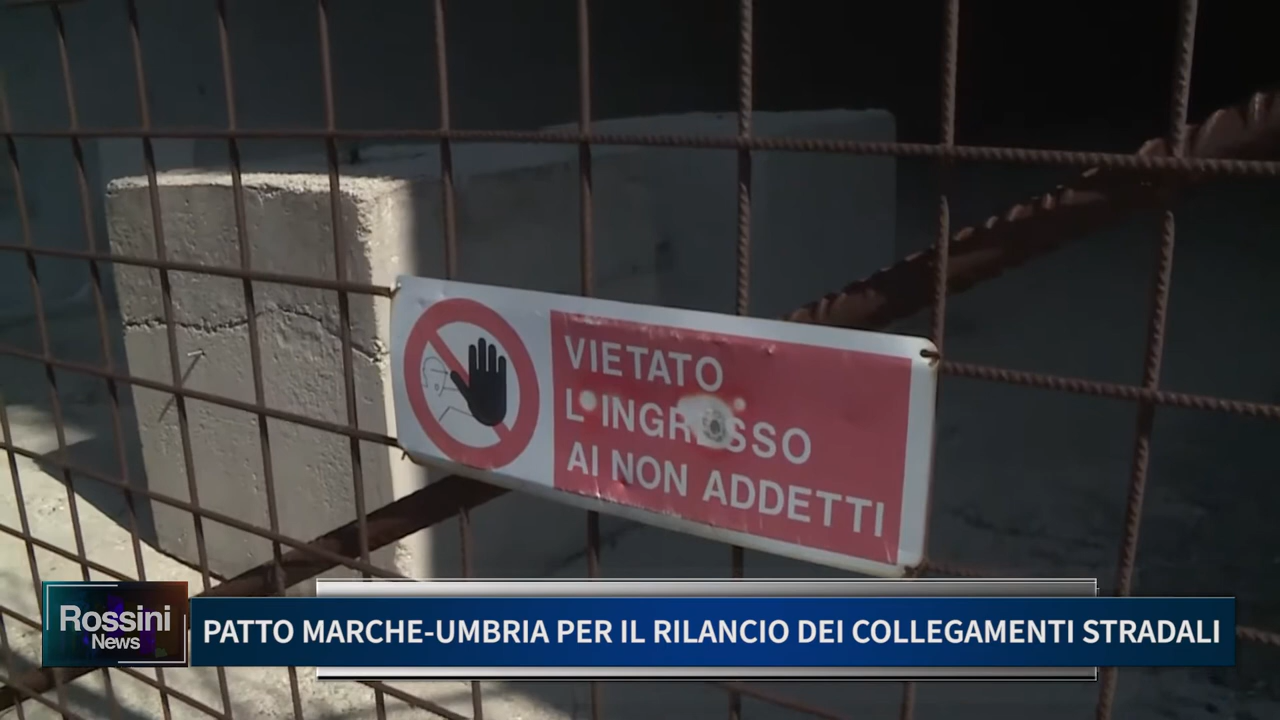 VIETATO
L'INGRESSO
AI NON ADDETTI
Rossini
News
PATTO MARCHE-UMBRIA PER IL RILANCIO DEI COLLEGAMENTI STRADALI